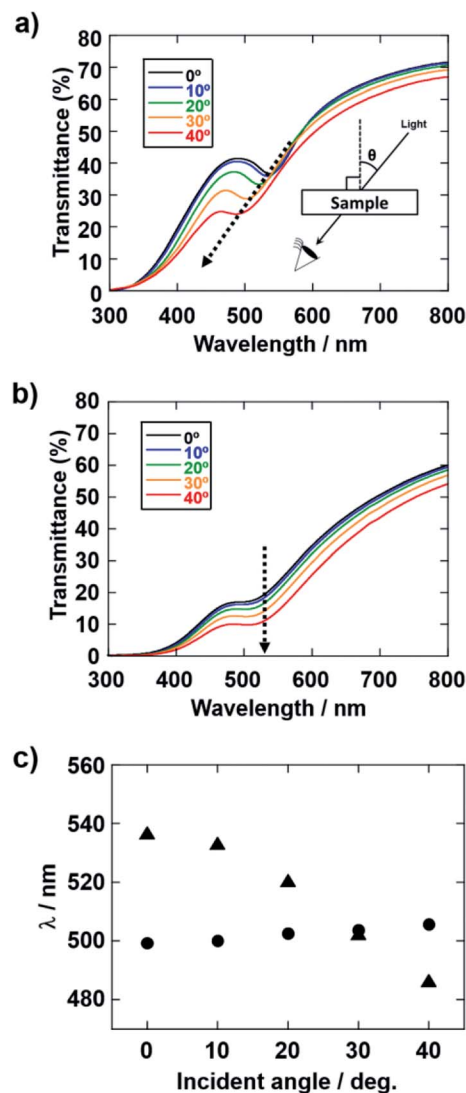 a)
80
70
60
50
40
30
20
10
0
Transmittance (%)
0º
10º
20º
30º
40º
Light
θ
Sample
300 400 500 600 700 800
Wavelength / nm
b)
80
70
60
50
40
30
20
10
0
Transmittance (%)
0º
10º
20º
30º
40º
300 400 500 600 700 800
Wavelength / nm
c)
560
540
520
500
480
λ / nm
0 10 20 30 40
Incident angle / deg.